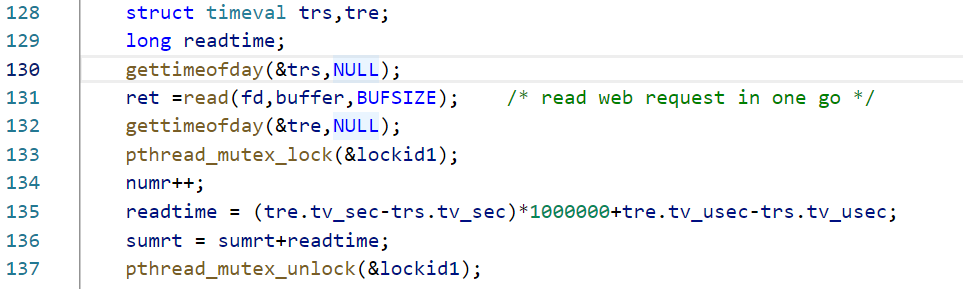 128 struct timeval trs,tre;
129 long readtime;
130 gettimeofday(&trs,NULL);
131 ret =read(fd,buffer,BUFSIZE);    /* read web request in one go */
132 gettimeofday(&tre,NULL);
133 pthread_mutex_lock(&lockid1);
134 numr++;
135 readtime = (tre.tv_sec-trs.tv_sec)*1000000+tre.tv_usec-trs.tv_usec;
136 sumrt = sumrt+readtime;
137 pthread_mutex_unlock(&lockid1);